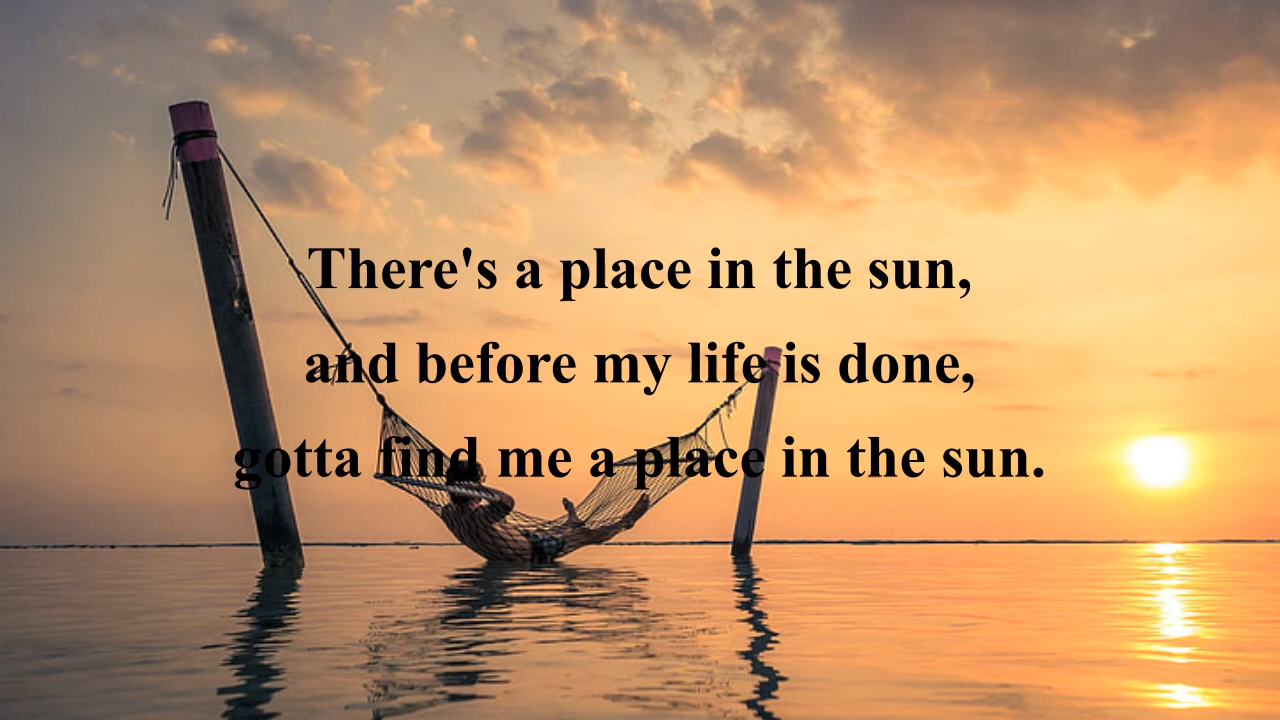 There's a place in the sun,
and before my life is done,
gotta find me a place in the sun.